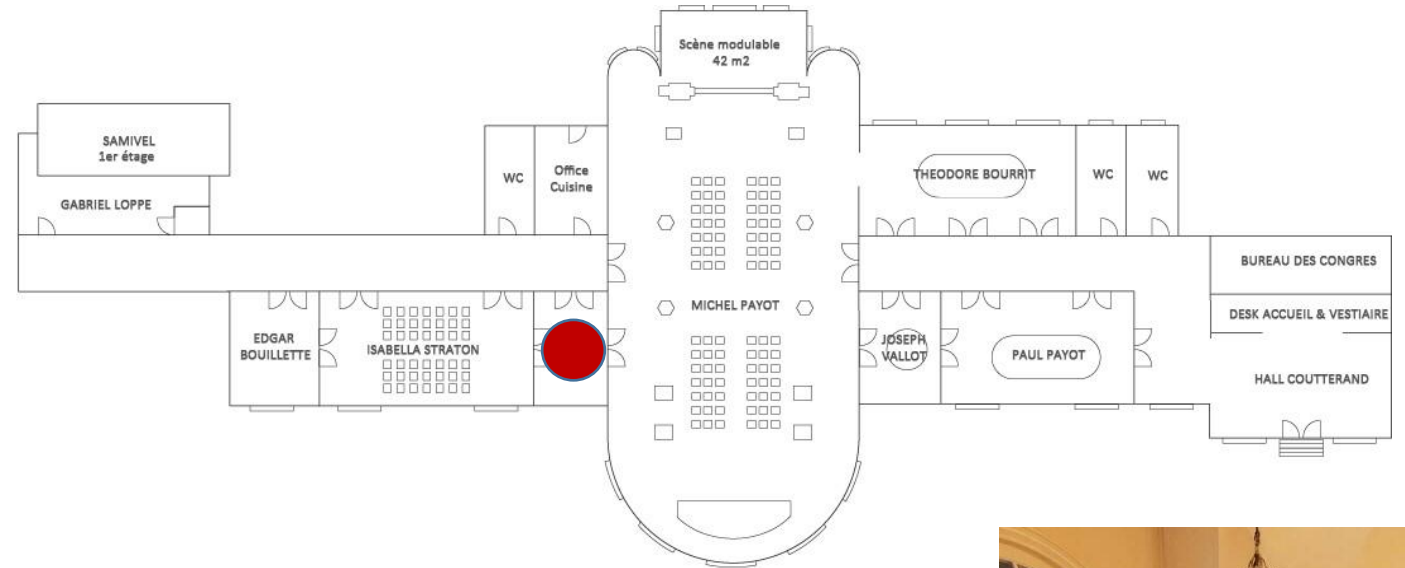 Scène modulable
42 m2
SAMIVEL
1er étage
GABRIEL LOPPE
WC
Office
Cuisine
THEODORE BOURRIT
WC
WC
MICHEL PAYOT
BUREAU DES CONGRES
DESK ACCUEIL & VESTIAIRE
HALL COUTTERAND
EDGAR
BOUILLETTE
ISABELLA STRATON
JOSEPH
VALLOT
PAUL PAYOT